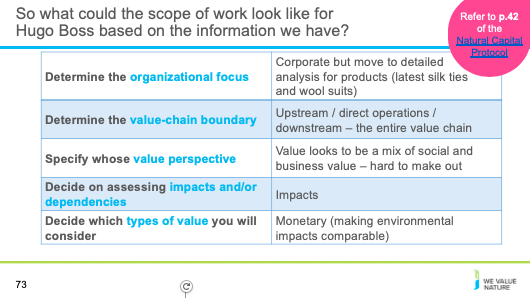 So what could the scope of work look like for
Hugo Boss based on the information we have?
Refer to p.42
of the
Natural Capital
Protocol
Determine the organizational focus
Corporate but move to detailed
analysis for products (latest silk ties
and wool suits)
Determine the value-chain boundary
Upstream / direct operations /
downstream – the entire value chain
Specify whose value perspective
Value looks to be a mix of social and
business value – hard to make out
Decide on assessing impacts and/or
dependencies
Impacts
Decide which types of value you will
consider
Monetary (making environmental
impacts comparable)
73
WE VALUE
NATURE